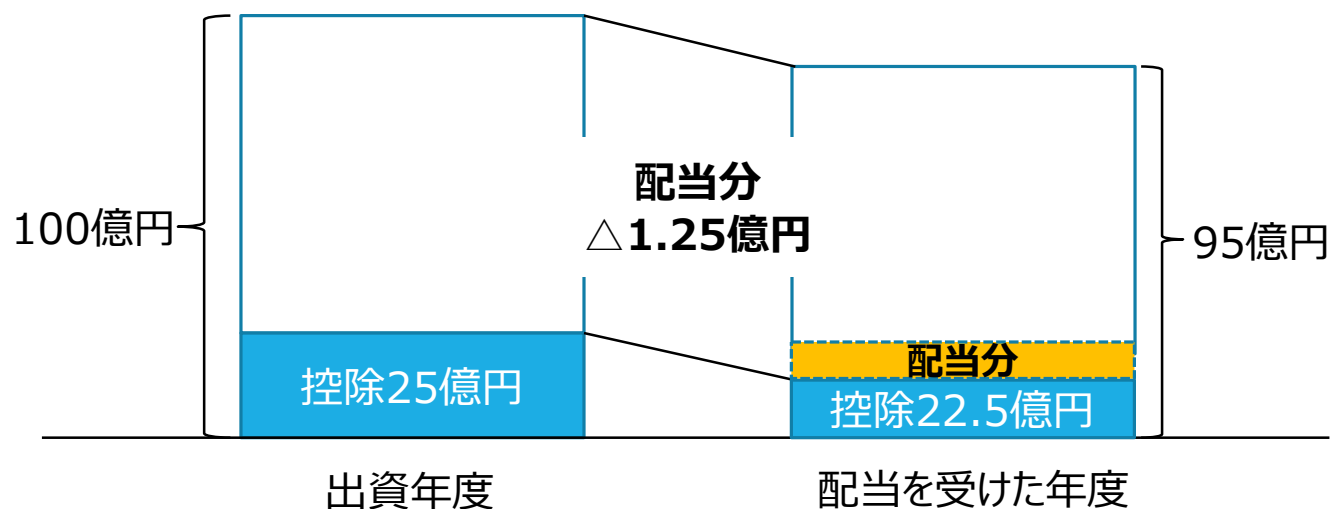 100億円
配当分
△1.25億円
95億円
控除25億円
配当分
控除22.5億円
出資年度
配当を受けた年度